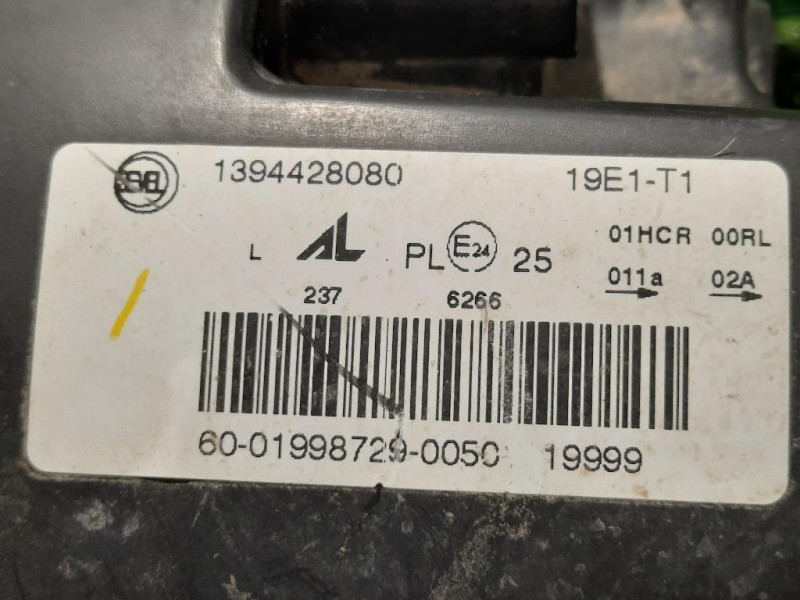 SEVEL 1394428080 19E1-T1
L AL PL E24 25 01HCR 00RL
011a 02A
237 6266
60-01998729-0050 19999